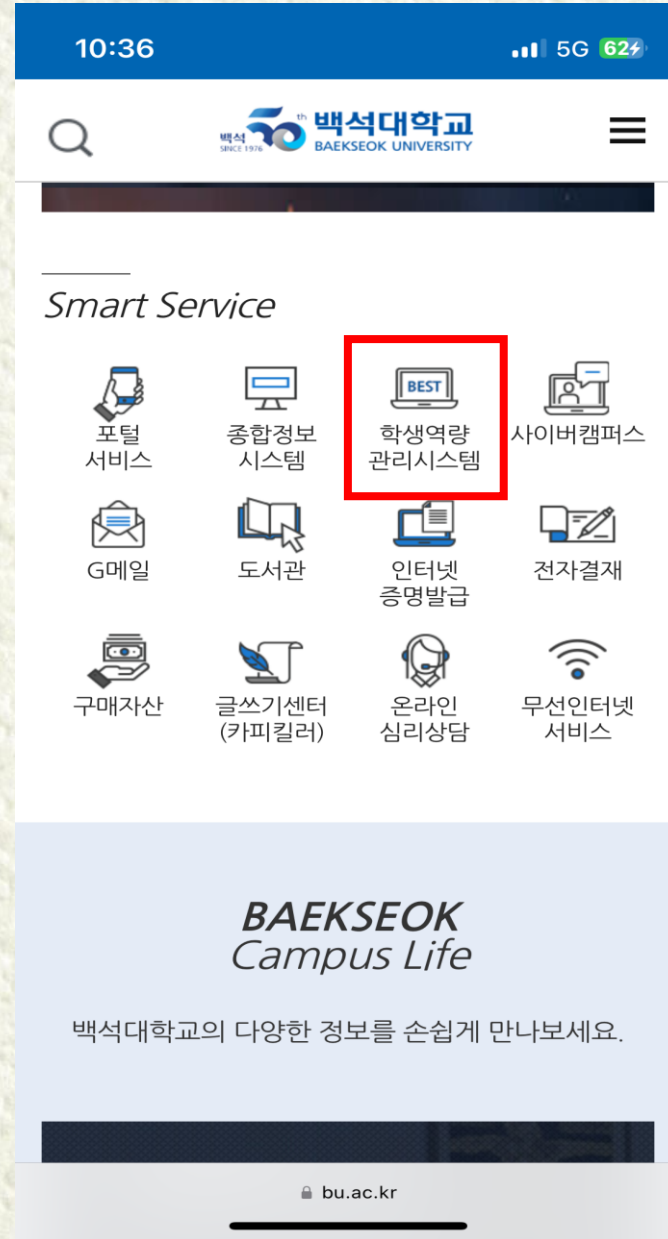 10:36
5G 62
백석 50th
SINCE 1976
백석대학교
BAEKSEOK UNIVERSITY
Smart Service
포털
서비스
종합정보
시스템
BEST
학생역량
관리시스템
사이버캠퍼스
G메일
도서관
인터넷
증명발급
전자결재
구매자산
글쓰기센터
(카피킬러)
온라인
심리상담
무선인터넷
서비스
BAEKSEOK
Campus Life
백석대학교의 다양한 정보를 손쉽게 만나보세요.
bu.ac.kr